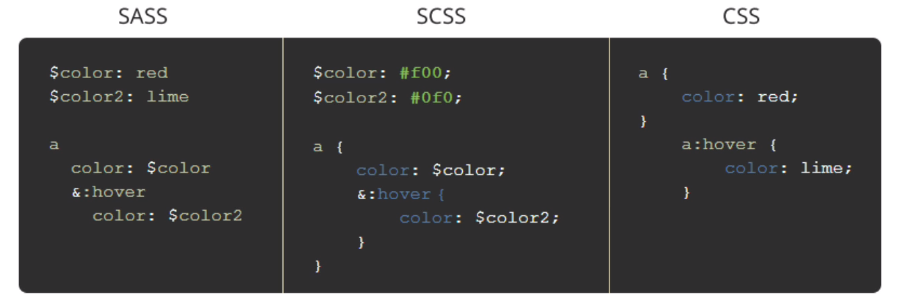 SASS
$color: red
$color2: lime
a
color: $color
&:hover
color: $color2
SCSS
$color: #f00;
$color2: #0f0;
a {
color: $color;
&:hover {
color: $color2;
}
}
CSS
a {
color: red;
}
a:hover {
color: lime;
}